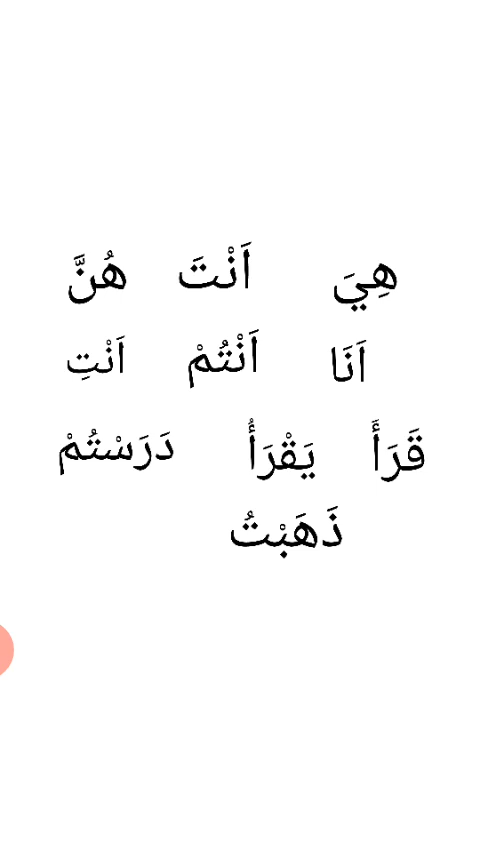 هِيَ اَنْتَ هُنَّ
اَنَا اَنْتُمْ اَنْتِ
قَرَأَ يَقْرَأُ دَرَسْتُمْ
ذَهَبْتُ